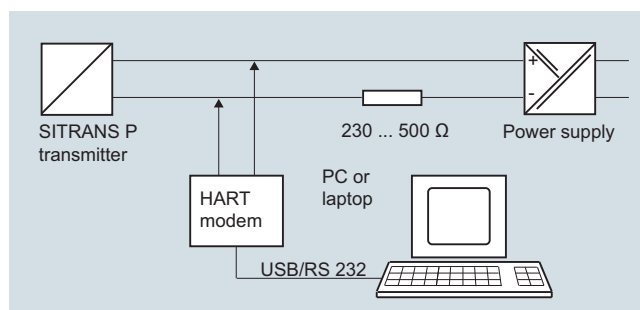 +
-
SITRANS P
transmitter
230 ... 500 Ω
Power supply
PC or
laptop
HART
modem
USB/RS 232